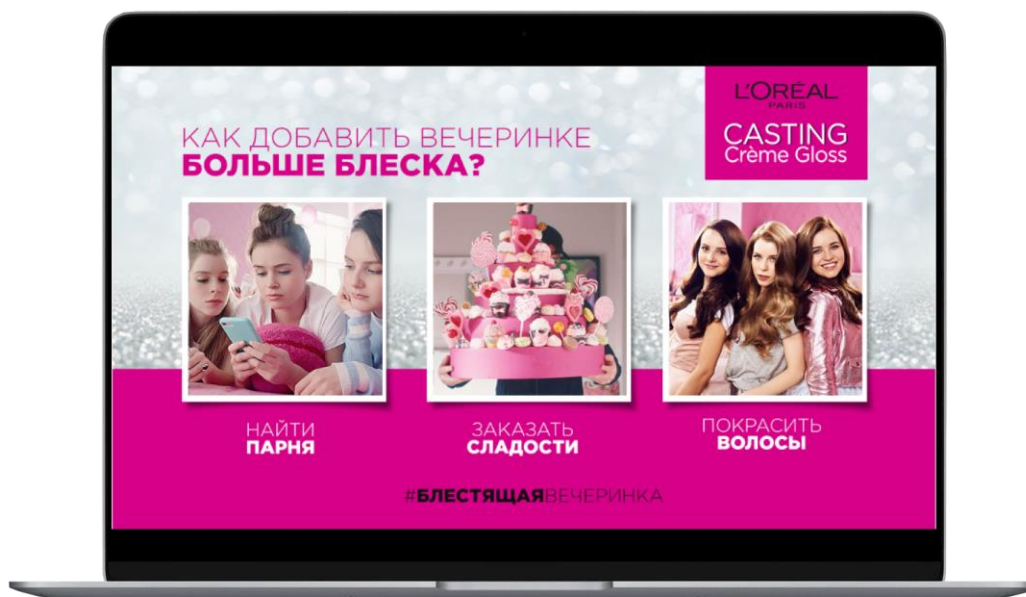 L'ORÉAL
PARIS
CASTING
Crème Gloss
КАК ДОБАВИТЬ ВЕЧЕРИНКЕ
БОЛЬШЕ БЛЕСКА?
НАЙТИ
ПАРНЯ
ЗАКАЗАТЬ
СЛАДОСТИ
ПОКРАСИТЬ
ВОЛОСЫ
#БЛЕСТЯЩАЯВЕЧЕРИНКА